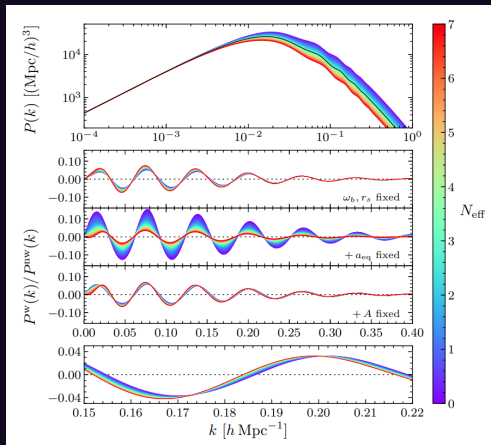 P(k) [(Mpc/h)³]
10⁴
10³
10⁻⁴ 10⁻³ 10⁻² 10⁻¹ 10⁰
0.10
0.00
−0.10
ω_b, r_s fixed
0.10
0.00
−0.10
+ a_eq fixed
0.10
0.00
−0.10
+ A fixed
P^w(k)/P^nw(k)
0.00 0.05 0.10 0.15 0.20 0.25 0.30 0.35 0.40
0.04
0.00
−0.04
0.15 0.16 0.17 0.18 0.19 0.20 0.21 0.22
k [h Mpc⁻¹]
7
6
5
4
3
2
1
0
N_eff